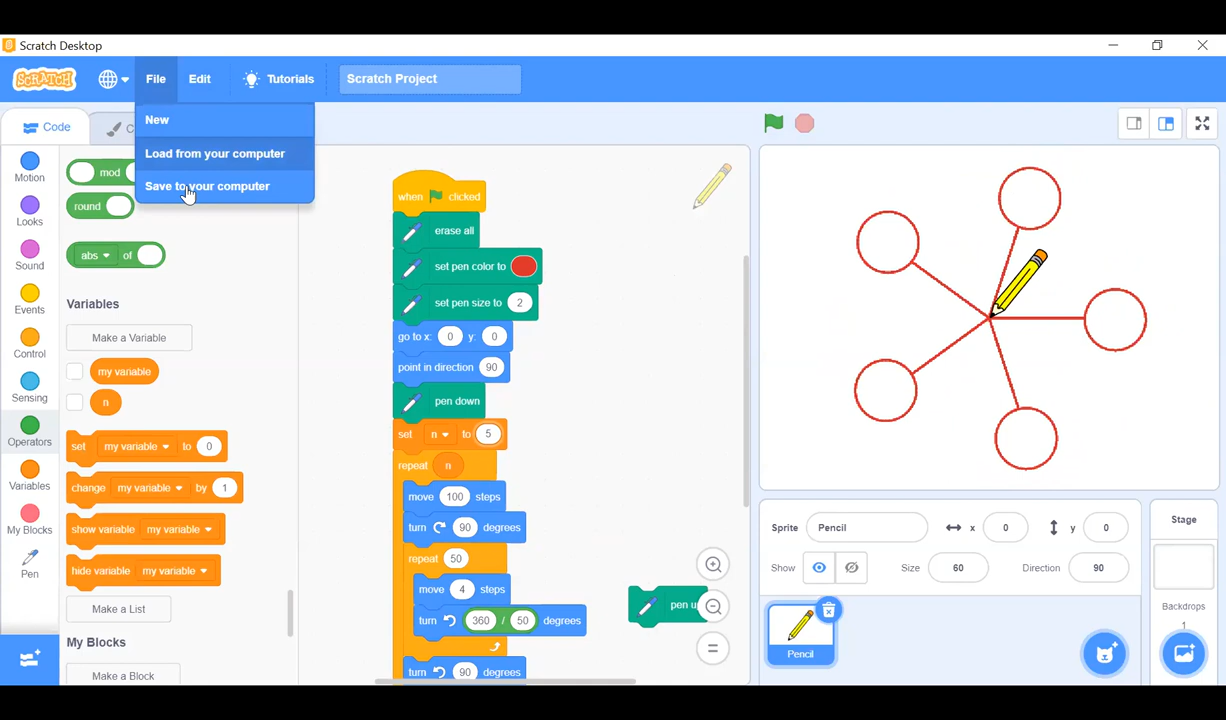 Scratch Desktop
SCRATCH File Edit Tutorials Scratch Project
New
Load from your computer
Save to your computer
Code C
Motion
Looks
Sound
Events
Control
Sensing
Operators
Variables
My Blocks
Pen
mod
round
abs of
Variables
Make a Variable
my variable
n
set my variable to 0
change my variable by 1
show variable my variable
hide variable my variable
Make a List
My Blocks
Make a Block
when clicked
erase all
set pen color to
set pen size to 2
go to x: 0 y: 0
point in direction 90
pen down
set n to 5
repeat n
move 100 steps
turn 90 degrees
repeat 50
move 4 steps
turn 360 / 50 degrees
turn 90 degrees
pen u
Sprite Pencil x 0 y 0
Show Size 60 Direction 90
Pencil
Stage
Backdrops
1